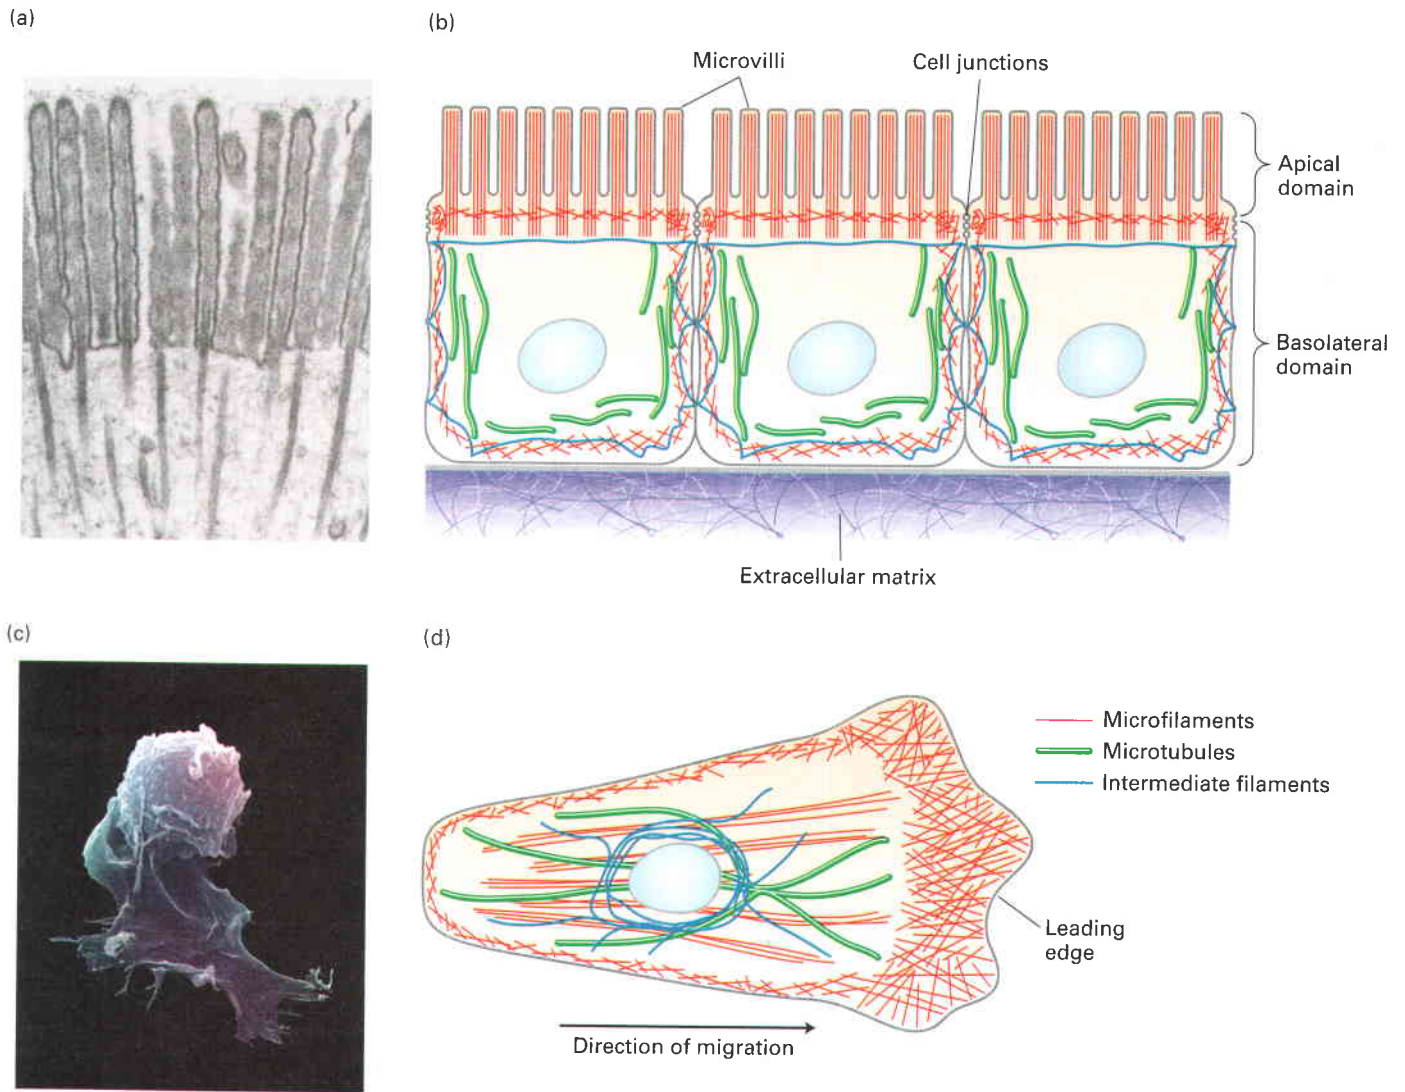 (a)
(b)
Microvilli
Cell junctions
Apical
domain
Basolateral
domain
Extracellular matrix
(c)
(d)
Microfilaments
Microtubules
Intermediate filaments
Leading
edge
Direction of migration